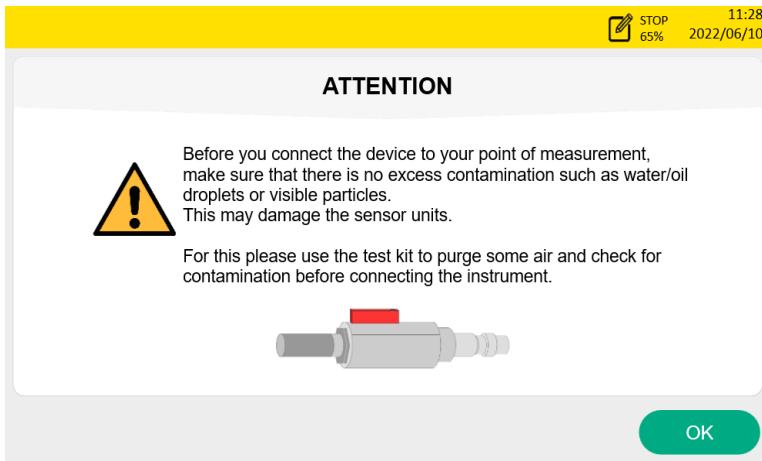 STOP
65%
11:28
2022/06/10
ATTENTION
Before you connect the device to your point of measurement,
make sure that there is no excess contamination such as water/oil
droplets or visible particles.
This may damage the sensor units.
For this please use the test kit to purge some air and check for
contamination before connecting the instrument.
OK